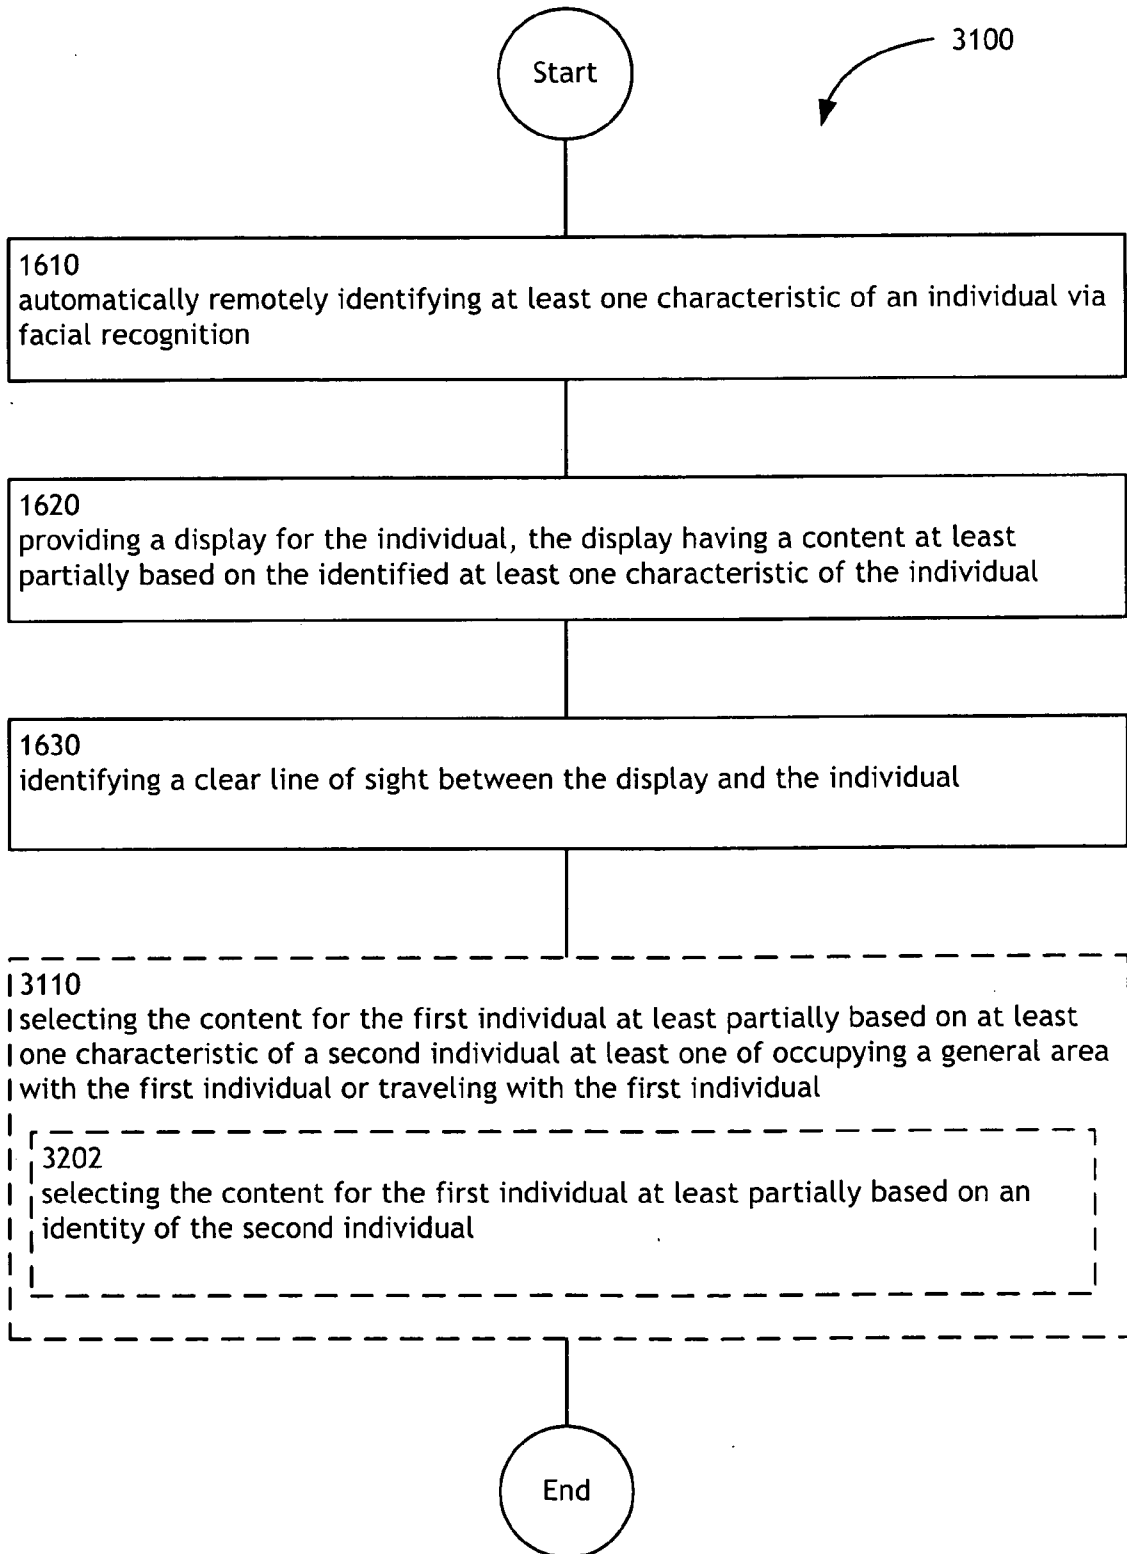 Start
3100
1610
automatically remotely identifying at least one characteristic of an individual via
facial recognition
1620
providing a display for the individual, the display having a content at least
partially based on the identified at least one characteristic of the individual
1630
identifying a clear line of sight between the display and the individual
3110
selecting the content for the first individual at least partially based on at least
one characteristic of a second individual at least one of occupying a general area
with the first individual or traveling with the first individual
3202
selecting the content for the first individual at least partially based on an
identity of the second individual
End